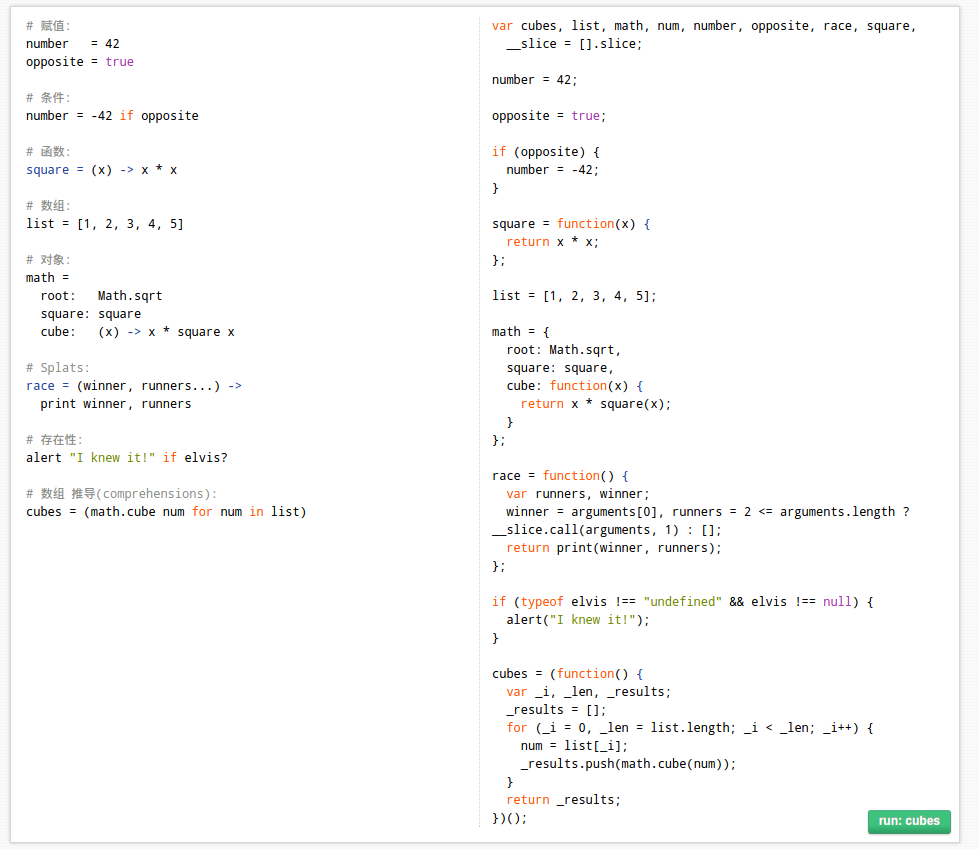 # 赋值:
number   = 42
opposite = true

# 条件:
number = -42 if opposite

# 函数:
square = (x) -> x * x

# 数组:
list = [1, 2, 3, 4, 5]

# 对象:
math =
  root:   Math.sqrt
  square: square
  cube:   (x) -> x * square x

# Splats:
race = (winner, runners...) ->
  print winner, runners

# 存在性:
alert "I knew it!" if elvis?

# 数组 推导(comprehensions):
cubes = (math.cube num for num in list)

var cubes, list, math, num, number, opposite, race, square,
  __slice = [].slice;

number = 42;

opposite = true;

if (opposite) {
  number = -42;
}

square = function(x) {
  return x * x;
};

list = [1, 2, 3, 4, 5];

math = {
  root: Math.sqrt,
  square: square,
  cube: function(x) {
    return x * square(x);
  }
};

race = function() {
  var runners, winner;
  winner = arguments[0], runners = 2 <= arguments.length ?
__slice.call(arguments, 1) : [];
  return print(winner, runners);
};

if (typeof elvis !== "undefined" && elvis !== null) {
  alert("I knew it!");
}

cubes = (function() {
  var _i, _len, _results;
  _results = [];
  for (_i = 0, _len = list.length; _i < _len; _i++) {
    num = list[_i];
    _results.push(math.cube(num));
  }
  return _results;
})();
run: cubes